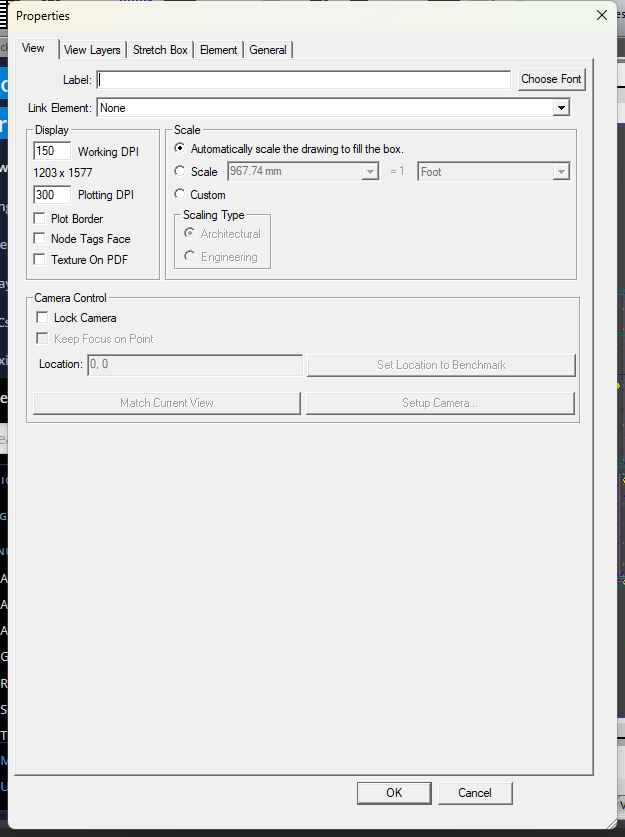 Properties
View
View Layers
Stretch Box
Element
General
Label:
Choose Font
Link Element:
None
Display
150
Working DPI
1203 x 1577
300
Plotting DPI
Plot Border
Node Tags Face
Texture On PDF
Scale
Automatically scale the drawing to fill the box.
Scale
967.74 mm
= 1
Foot
Custom
Scaling Type
Architectural
Engineering
Camera Control
Lock Camera
Keep Focus on Point
Location:
0, 0
Set Location to Benchmark
Match Current View
Setup Camera...
OK
Cancel